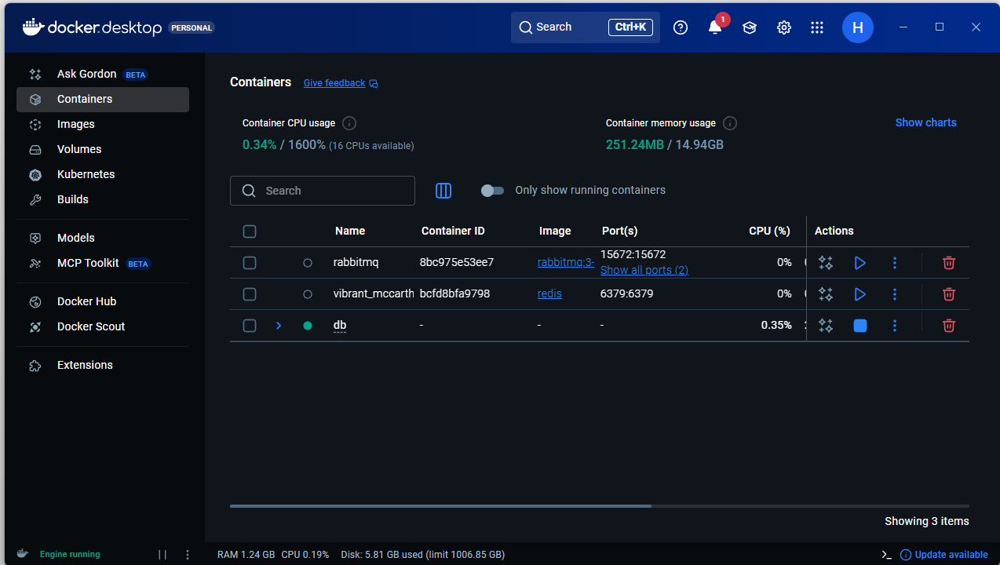 docker.desktop PERSONAL Search Ctrl+K 1 H
Ask Gordon BETA
Containers
Images
Volumes
Kubernetes
Builds
Models
MCP Toolkit BETA
Docker Hub
Docker Scout
Extensions
Containers Give feedback
Container CPU usage
0.34% / 1600% (16 CPUs available)
Container memory usage
251.24MB / 14.94GB
Show charts
Search
Only show running containers
Name Container ID Image Port(s) CPU (%) Actions
rabbitmq 8bc975e53ee7 rabbitmq:3- 15672:15672 0%
Show all ports (2)
vibrant_mccarth bcfd8bfa9798 redis 6379:6379 0%
db - - - 0.35%
Showing 3 items
Engine running RAM 1.24 GB CPU 0.19% Disk: 5.81 GB used (limit 1006.85 GB) Update available